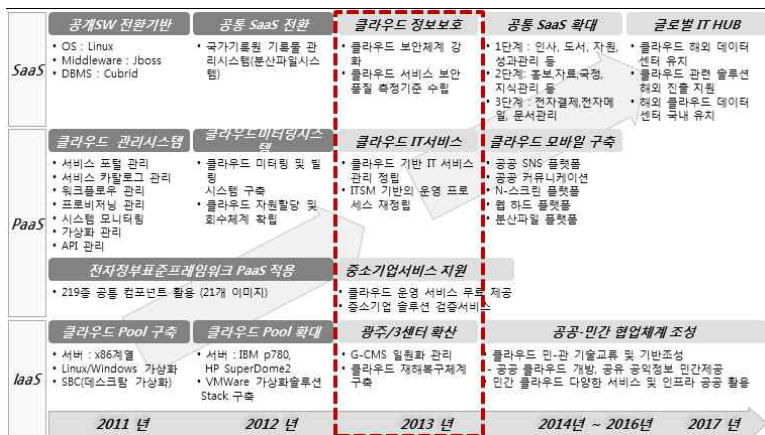 공개SW 전환기반
• OS : Linux
• Middleware : Jboss
• DBMS : Cubrid
공통 SaaS 전환
• 국가기록원 기록물 관
리시스템(분산파일시스
템)
클라우드 정보보호
• 클라우드 보안체계 강
화
• 클라우드 서비스 보안
품질 측정기준 수립
공통 SaaS 확대
• 1단계 : 인사, 도서, 자원,
성과관리 등
• 2단계 : 홍보,자료,국정,
지식관리 등
• 3단계 : 전자결제,전자메
일, 문서관리
글로벌 IT HUB
• 클라우드 해외 데이터
센터 유치
• 클라우드 관련 솔루션
해외 진출 지원
• 해외 클라우드 데이터
센터 국내 유치
SaaS
클라우드 관리시스템
• 서비스 포털 관리
• 서비스 카탈로그 관리
• 워크플로우 관리
• 프로비저닝 관리
• 시스템 모니터링
• 가상화 관리
• API 관리
클라우드미터링시스
템
• 클라우드 미터링 및 빌
링
시스템 구축
• 클라우드 자원할당 및
회수체계 확립
클라우드 IT서비스
• 클라우드 기반 IT 서비스
관리 정립
• ITSM 기반의 운영 프로
세스 재정립
클라우드 모바일 구축
• 공공 SNS 플랫폼
• 공공 커뮤니케이션
• N-스크린 플랫폼
• 웹 하드 플랫폼
• 분산파일 플랫폼
PaaS
전자정부표준프레임워크 PaaS 적용
• 219종 공통 컴포넌트 활용 (21개 이미지)
중소기업서비스 지원
• 클라우드 운영 서비스 무료 제공
• 중소기업 솔루션 검증서비스
클라우드 Pool 구축
• 서버 : x86계열
• Linux/Windows 가상화
• SBC(데스크탑 가상화)
클라우드 Pool 확대
• 서버 : IBM p780,
HP SuperDome2
• VMWare 가상화솔루션
Stack 구축
광주/3센터 확산
• G-CMS 일원화 관리
• 클라우드 재해복구체계
구축
공공-민간 협업체계 조성
• 클라우드 민-관 기술교류 및 기반조성
- 공공 클라우드 개방, 공유 공익정보 민간제공
• 민간 클라우드 다양한 서비스 및 인프라 공공 활용
IaaS
2011 년
2012 년
2013 년
2014년 ~ 2016년
2017 년